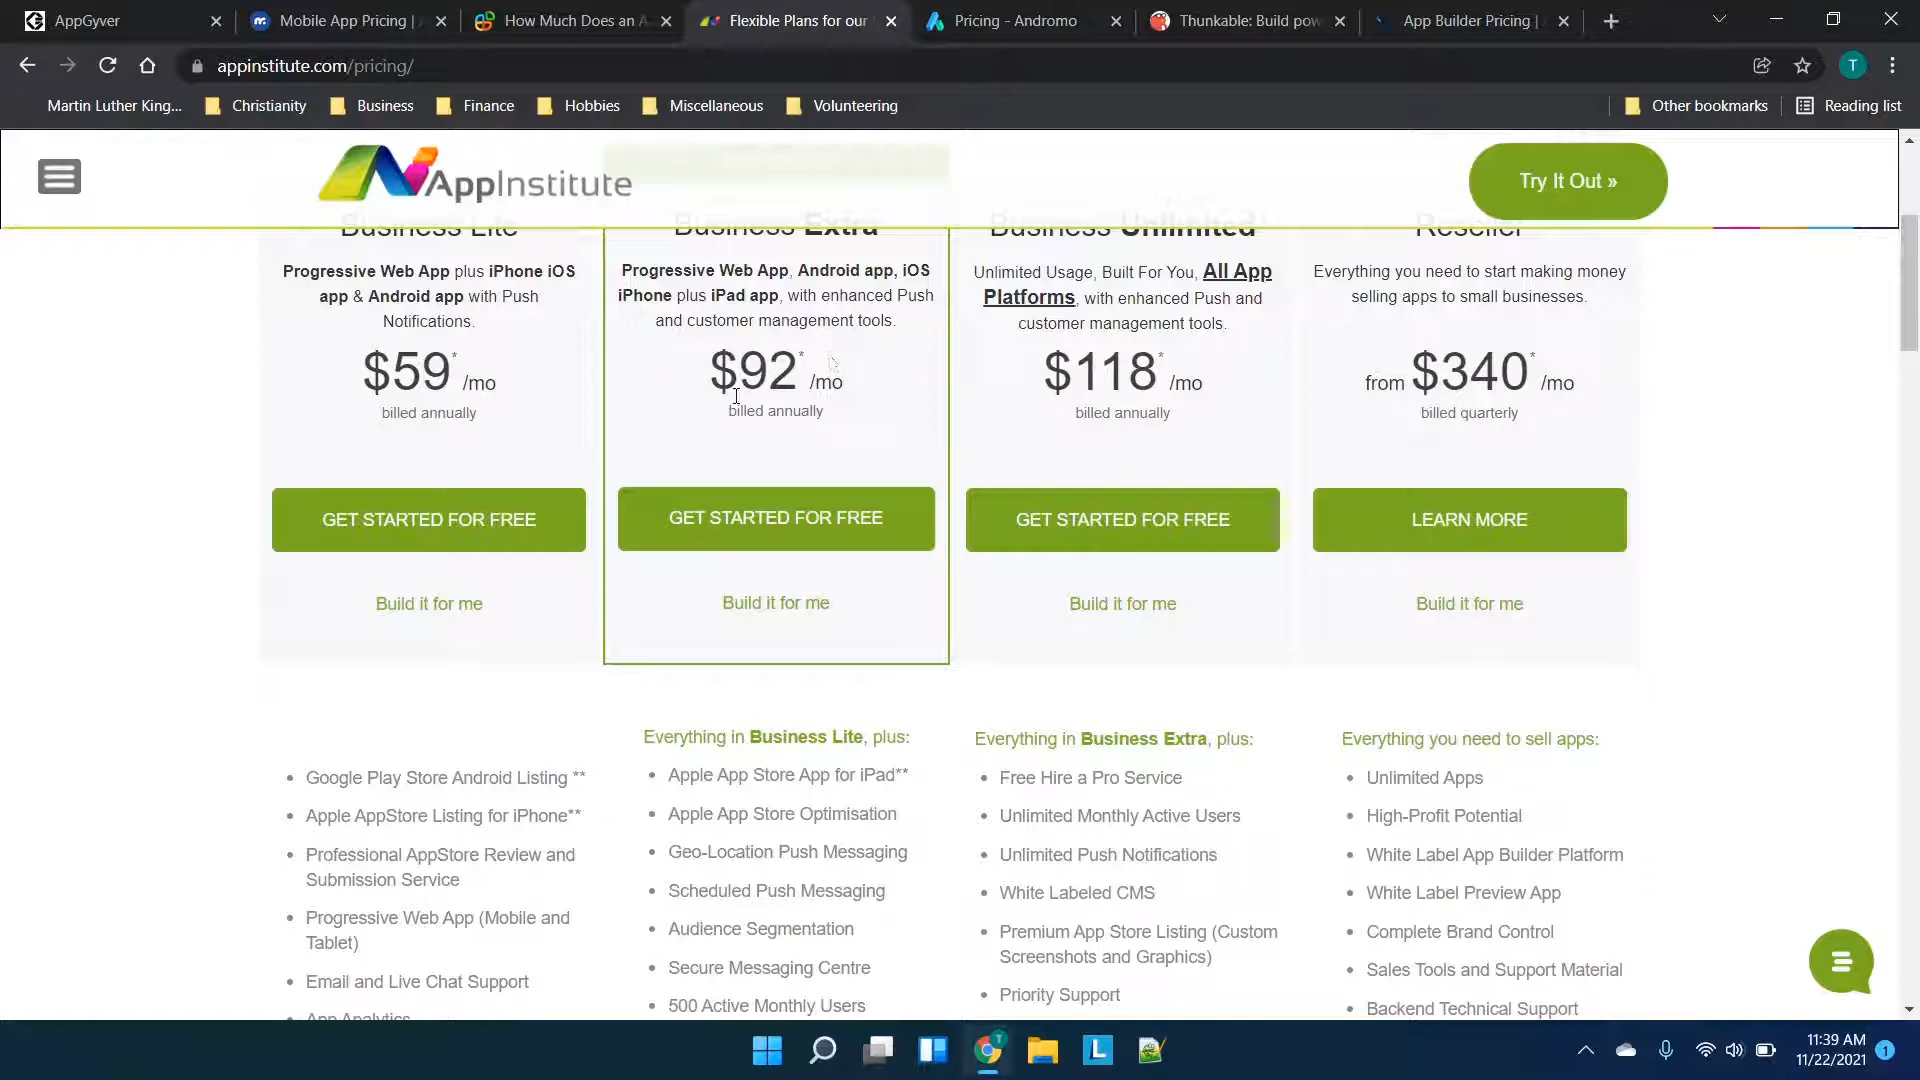 AppGyver
Mobile App Pricing |
How Much Does an A
Flexible Plans for our
Pricing - Andromo
Thunkable: Build pow
App Builder Pricing |
appinstitute.com/pricing/
T
Martin Luther King...
Christianity
Business
Finance
Hobbies
Miscellaneous
Volunteering
Other bookmarks
Reading list
AppInstitute
Try It Out »
Business Lite
Progressive Web App plus iPhone iOS
app & Android app with Push
Notifications.
$59* /mo
billed annually
GET STARTED FOR FREE
Build it for me
Business Extra
Progressive Web App, Android app, iOS
iPhone plus iPad app, with enhanced Push
and customer management tools.
$92* /mo
billed annually
GET STARTED FOR FREE
Build it for me
Business Unlimited
Unlimited Usage, Built For You, All App
Platforms, with enhanced Push and
customer management tools.
$118* /mo
billed annually
GET STARTED FOR FREE
Build it for me
Reseller
Everything you need to start making money
selling apps to small businesses.
from $340* /mo
billed quarterly
LEARN MORE
Build it for me
• Google Play Store Android Listing **
• Apple AppStore Listing for iPhone**
• Professional AppStore Review and
Submission Service
• Progressive Web App (Mobile and
Tablet)
• Email and Live Chat Support
App Analytics
Everything in Business Lite, plus:
• Apple App Store App for iPad**
• Apple App Store Optimisation
• Geo-Location Push Messaging
• Scheduled Push Messaging
• Audience Segmentation
• Secure Messaging Centre
• 500 Active Monthly Users
Everything in Business Extra, plus:
• Free Hire a Pro Service
• Unlimited Monthly Active Users
• Unlimited Push Notifications
• White Labeled CMS
• Premium App Store Listing (Custom
Screenshots and Graphics)
• Priority Support
Everything you need to sell apps:
• Unlimited Apps
• High-Profit Potential
• White Label App Builder Platform
• White Label Preview App
• Complete Brand Control
• Sales Tools and Support Material
• Backend Technical Support
T
L
11:39 AM
11/22/2021
1